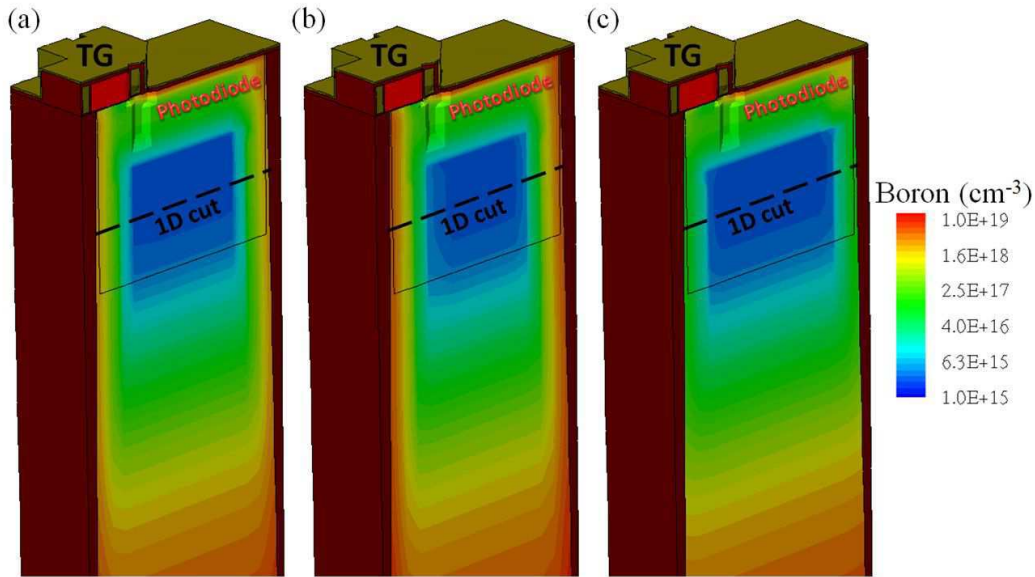 (a) (b) (c)
TG TG TG
Photodiode Photodiode Photodiode
1D cut 1D cut 1D cut
Boron (cm-3)
1.0E+19
1.6E+18
2.5E+17
4.0E+16
6.3E+15
1.0E+15